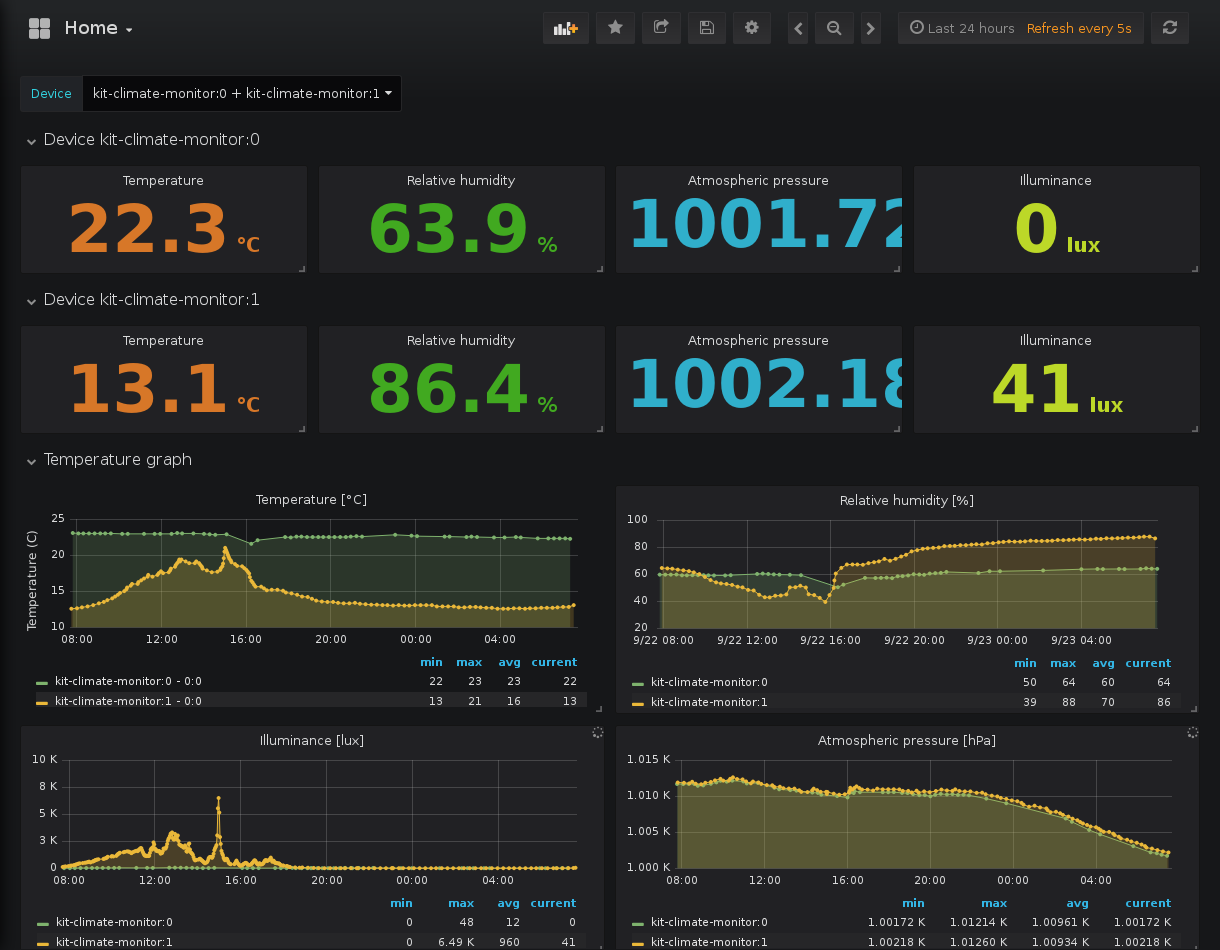 Home
Last 24 hours Refresh every 5s
Device kit-climate-monitor:0 + kit-climate-monitor:1
Device kit-climate-monitor:0
Temperature Relative humidity Atmospheric pressure Illuminance
22.3 °C 63.9 % 1001.72 0 lux
Device kit-climate-monitor:1
Temperature Relative humidity Atmospheric pressure Illuminance
13.1 °C 86.4 % 1002.18 41 lux
Temperature graph
Temperature [°C]
Temperature (C)
25
20
15
10
08:00 12:00 16:00 20:00 00:00 04:00
min max avg current
kit-climate-monitor:0 - 0:0 22 23 23 22
kit-climate-monitor:1 - 0:0 13 21 16 13
Relative humidity [%]
100
80
60
40
20
9/22 08:00 9/22 12:00 9/22 16:00 9/22 20:00 9/23 00:00 9/23 04:00
min max avg current
kit-climate-monitor:0 50 64 60 64
kit-climate-monitor:1 39 88 70 86
Illuminance [lux]
10 K
8 K
5 K
3 K
0
08:00 12:00 16:00 20:00 00:00 04:00
min max avg current
kit-climate-monitor:0 0 48 12 0
kit-climate-monitor:1 0 6.49 K 960 41
Atmospheric pressure [hPa]
1.015 K
1.010 K
1.005 K
1.000 K
08:00 12:00 16:00 20:00 00:00 04:00
min max avg current
kit-climate-monitor:0 1.00172 K 1.01214 K 1.00961 K 1.00172 K
kit-climate-monitor:1 1.00218 K 1.01260 K 1.00934 K 1.00218 K